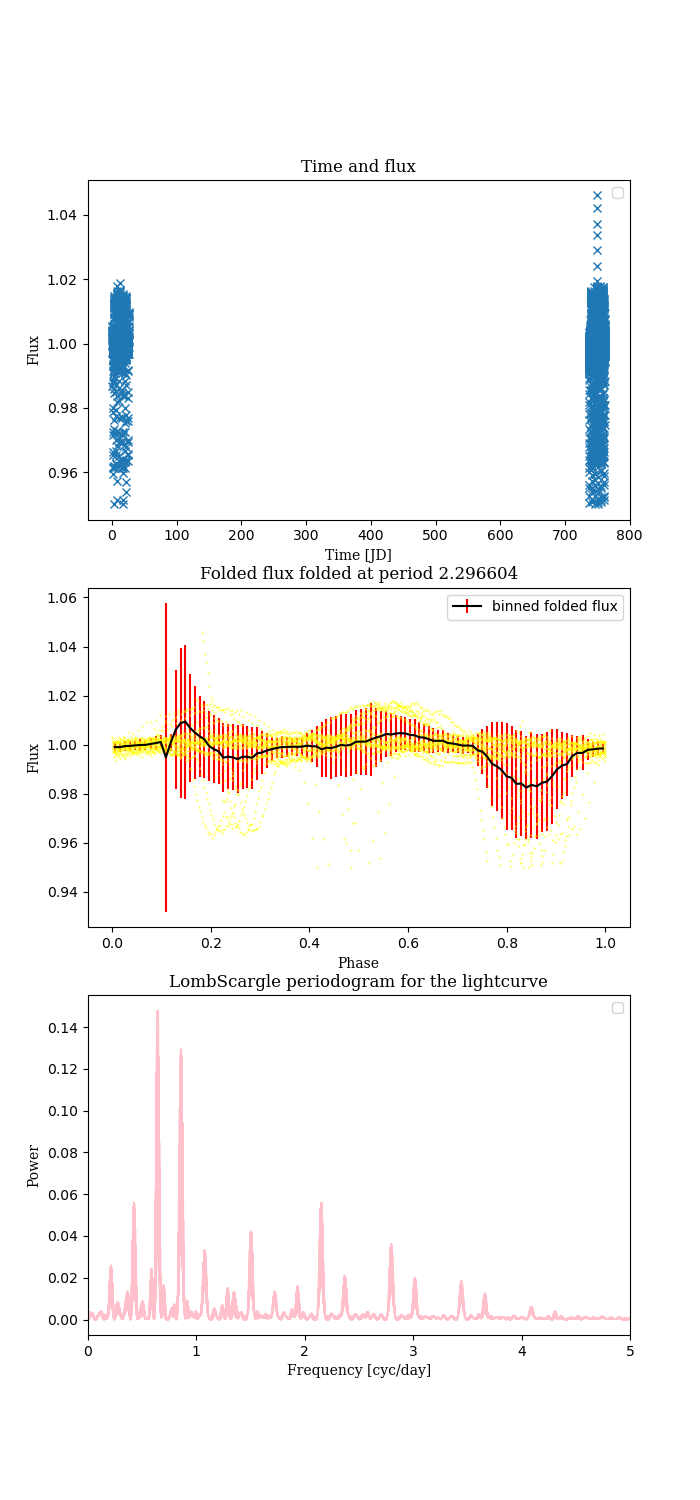 Time and flux
1.04
1.02
1.00
0.98
0.96
Flux
0 100 200 300 400 500 600 700 800
Time [JD]
Folded flux folded at period 2.296604
binned folded flux
1.06
1.04
1.02
1.00
0.98
0.96
0.94
Flux
0.0 0.2 0.4 0.6 0.8 1.0
Phase
LombScargle periodogram for the lightcurve
0.14
0.12
0.10
0.08
0.06
0.04
0.02
0.00
Power
0 1 2 3 4 5
Frequency [cyc/day]